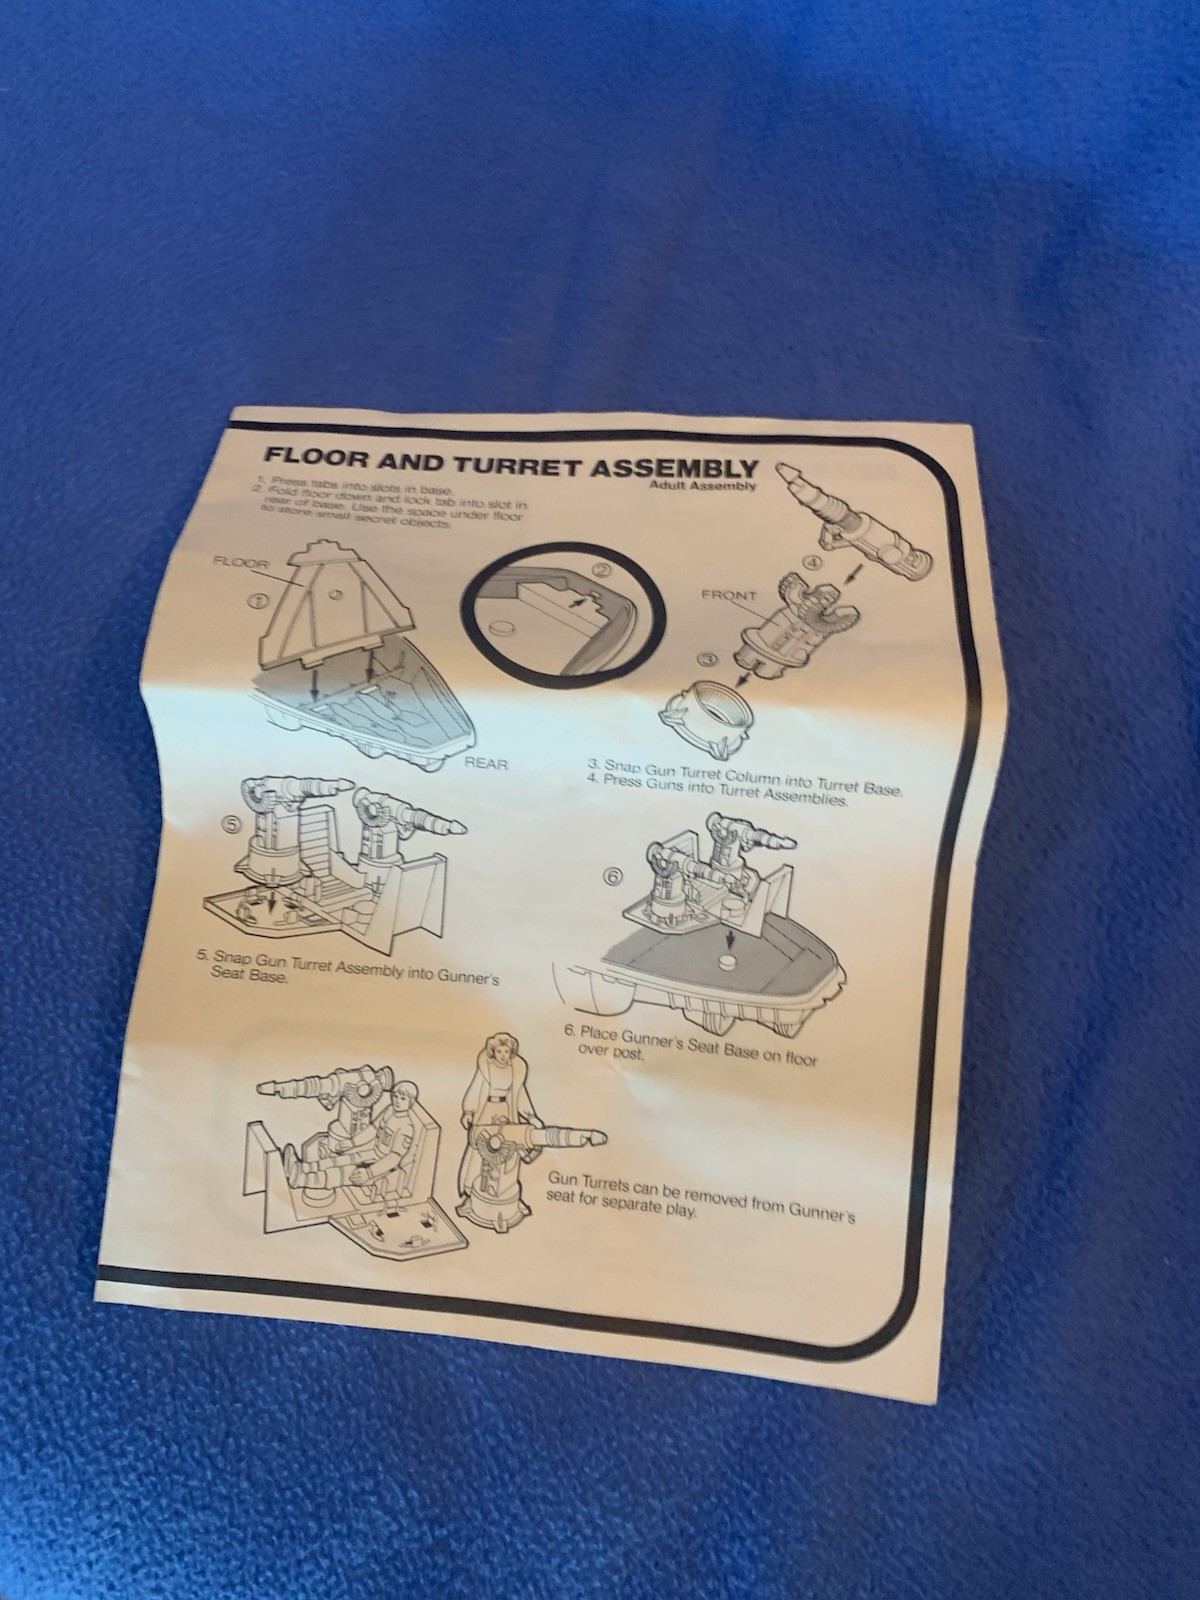 FLOOR AND TURRET ASSEMBLY
Adult Assembly
1. Press tabs into slots in base.
2. Fold floor down and lock tab into slot in
rear of base. Use the space under floor
to store small secret objects.
FLOOR
1
2
FRONT
4
3
REAR
3. Snap Gun Turret Column into Turret Base.
4. Press Guns into Turret Assemblies.
5
6
5. Snap Gun Turret Assembly into Gunner's
Seat Base.
6. Place Gunner's Seat Base on floor
over post.
Gun Turrets can be removed from Gunner's
seat for separate play.